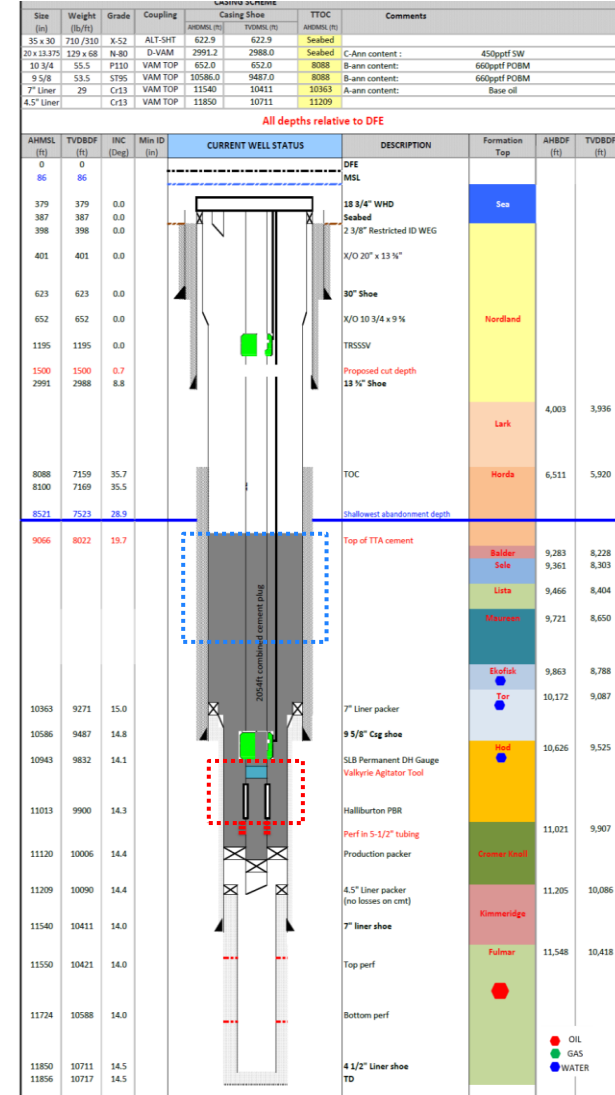 CASING SCHEME
Size Weight Grade Coupling Casing Shoe TTOC Comments
(in) (lb/ft) AHDMSL (ft) TVDMSL (ft) AHDMSL (ft)
35 x 30 710 /310 X-52 ALT-SHT 622.9 622.9 Seabed
20 x 13.375 129 x 68 N-80 D-VAM 2991.2 2988.0 Seabed C-Ann content : 450pptf SW
10 3/4 55.5 P110 VAM TOP 652.0 652.0 8088 B-ann content: 660pptf POBM
9 5/8 53.5 ST95 VAM TOP 10586.0 9487.0 8088 B-ann content: 660pptf POBM
7" Liner 29 Cr13 VAM TOP 11540 10411 10363 A-ann content: Base oil
4.5" Liner Cr13 VAM TOP 11850 10711 11209
All depths relative to DFE
AHMSL TVDBDF INC Min ID CURRENT WELL STATUS DESCRIPTION Formation AHBDF TVDBDF
(ft) (ft) (Deg) (in) Top (ft) (ft)
0 0 DFE
86 86 MSL
379 379 0.0 18 3/4" WHD Sea
387 387 0.0 Seabed
398 398 0.0 2 3/8" Restricted ID WEG
401 401 0.0 X/O 20" x 13 ⅜"
623 623 0.0 30" Shoe
652 652 0.0 X/O 10 3/4 x 9 ⅝ Nordland
1195 1195 0.0 TRSSSV
1500 1500 0.7 Proposed cut depth
2991 2988 8.8 13 ⅜" Shoe
4,003 3,936
Lark
8088 7159 35.7 TOC Horda 6,511 5,920
8100 7169 35.5
8521 7523 28.9 Shallowest abandonment depth
9066 8022 19.7 Top of TTA cement
Balder 9,283 8,228
Sele 9,361 8,303
Lista 9,466 8,404
Maureen 9,721 8,650
2054ft combined cement plug
Ekofisk 9,863 8,788
Tor 10,172 9,087
10363 9271 15.0 7" Liner packer
10586 9487 14.8 9 5/8" Csg shoe
Hod 10,626 9,525
10943 9832 14.1 SLB Permanent DH Gauge
Valkyrie Agitator Tool
11013 9900 14.3 Halliburton PBR
Perf in 5-1/2" tubing 11,021 9,907
11120 10006 14.4 Production packer Cromer Knoll
11209 10090 14.4 4.5" Liner packer 11,205 10,086
(no losses on cmt)
Kimmeridge
11540 10411 14.0 7" liner shoe
Fulmar 11,548 10,418
11550 10421 14.0 Top perf
11724 10588 14.0 Bottom perf
OIL
GAS
11850 10711 14.5 4 1/2" Liner shoe WATER
11856 10717 14.5 TD